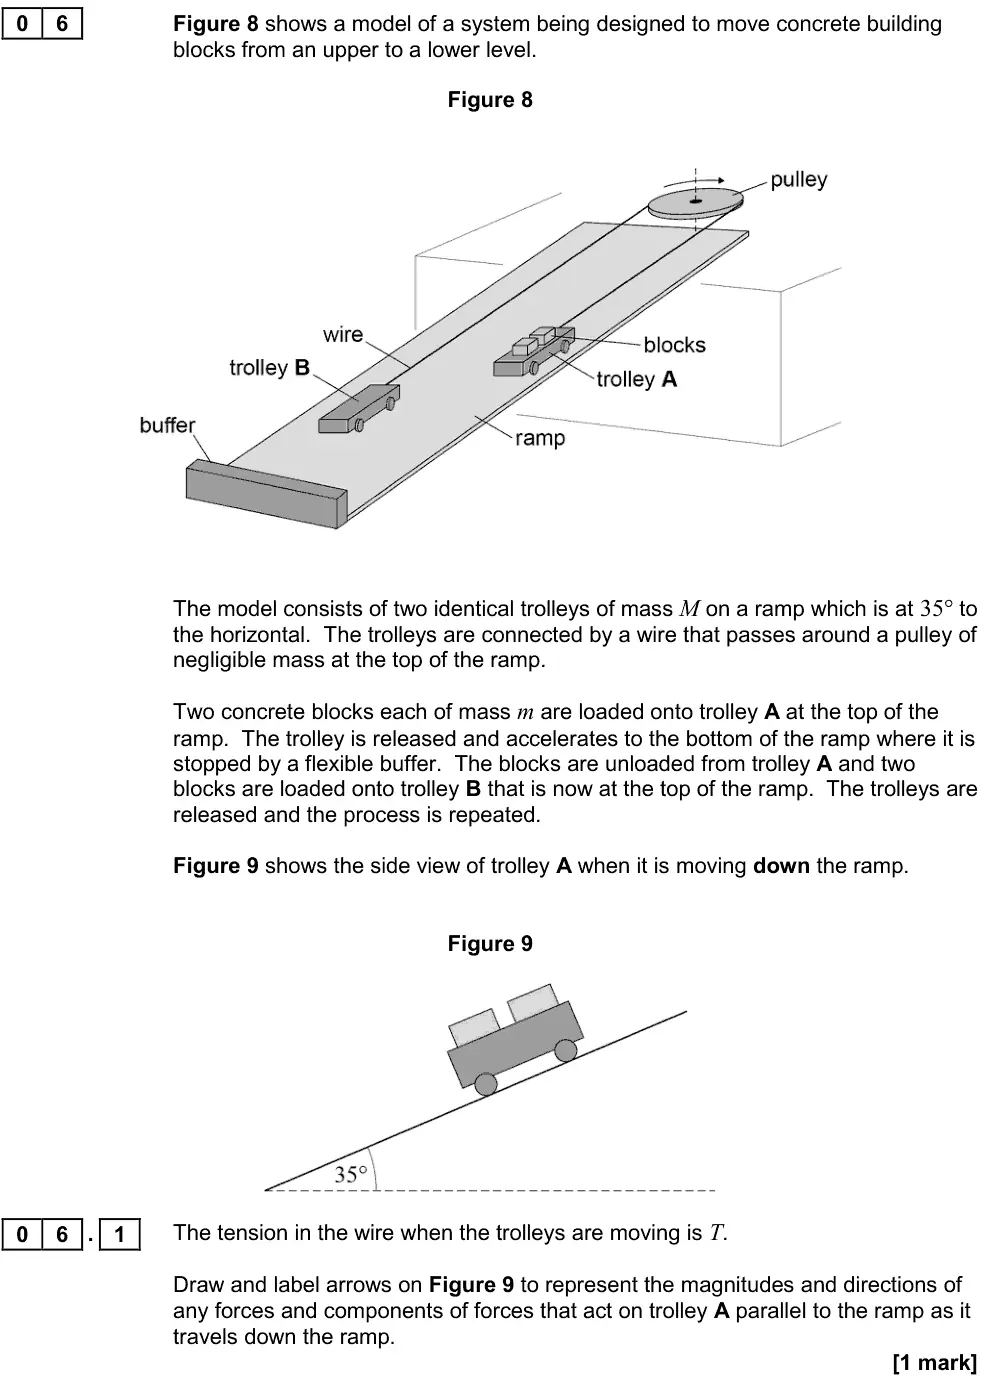 0 6
Figure 8 shows a model of a system being designed to move concrete building
blocks from an upper to a lower level.
Figure 8
pulley
wire
blocks
trolley B
trolley A
buffer
ramp
The model consists of two identical trolleys of mass M on a ramp which is at 35° to
the horizontal. The trolleys are connected by a wire that passes around a pulley of
negligible mass at the top of the ramp.
Two concrete blocks each of mass m are loaded onto trolley A at the top of the
ramp. The trolley is released and accelerates to the bottom of the ramp where it is
stopped by a flexible buffer. The blocks are unloaded from trolley A and two
blocks are loaded onto trolley B that is now at the top of the ramp. The trolleys are
released and the process is repeated.
Figure 9 shows the side view of trolley A when it is moving down the ramp.
Figure 9
35°
0 6 . 1
The tension in the wire when the trolleys are moving is T.
Draw and label arrows on Figure 9 to represent the magnitudes and directions of
any forces and components of forces that act on trolley A parallel to the ramp as it
travels down the ramp.
[1 mark]